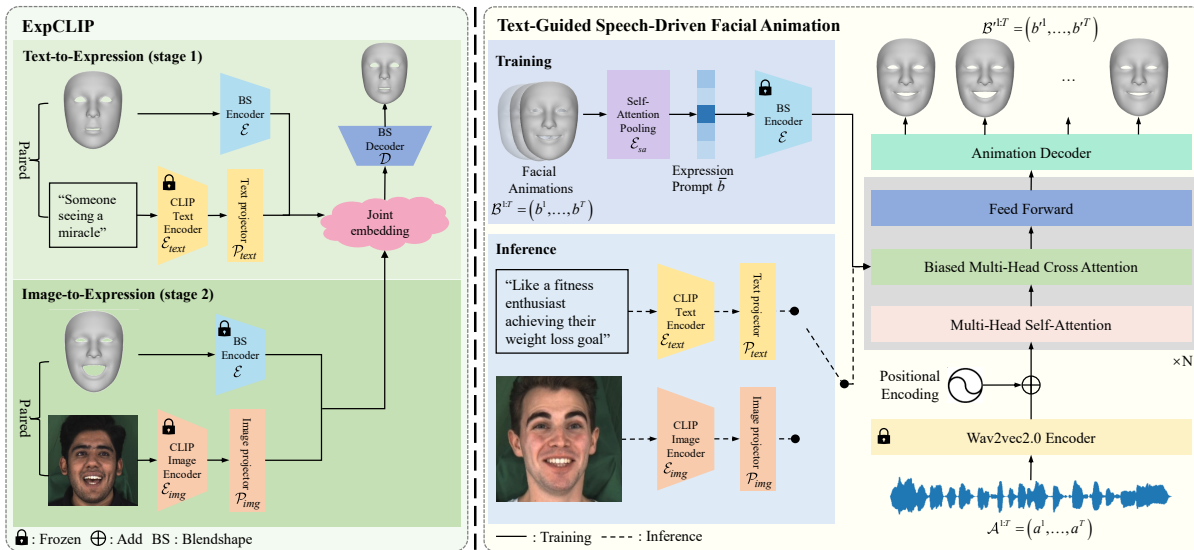 ExpCLIP
Text-to-Expression (stage 1)
Paired
BS
Encoder
ℰ
BS
Decoder
𝒟
“Someone
seeing a
miracle”
CLIP
Text
Encoder
ℰtext
Text projector
𝒫text
Joint
embedding
Image-to-Expression (stage 2)
Paired
BS
Encoder
ℰ
CLIP
Image
Encoder
ℰimg
Image projector
𝒫img
: Frozen
: Add
BS : Blendshape
Text-Guided Speech-Driven Facial Animation
Training
Facial
Animations
ℬ1:T = (b1,…,bT)
Self-
Attention
Pooling
ℰsa
Expression
Prompt b̄
BS
Encoder
ℰ
Inference
“Like a fitness
enthusiast
achieving their
weight loss goal”
CLIP
Text
Encoder
ℰtext
Text projector
𝒫text
CLIP
Image
Encoder
ℰimg
Image projector
𝒫img
: Training
: Inference
ℬ′1:T = (b′1,…,b′T)
…
Animation Decoder
Feed Forward
Biased Multi-Head Cross Attention
Multi-Head Self-Attention
×N
Positional
Encoding
Wav2vec2.0 Encoder
𝒜1:T = (a1,…,aT)